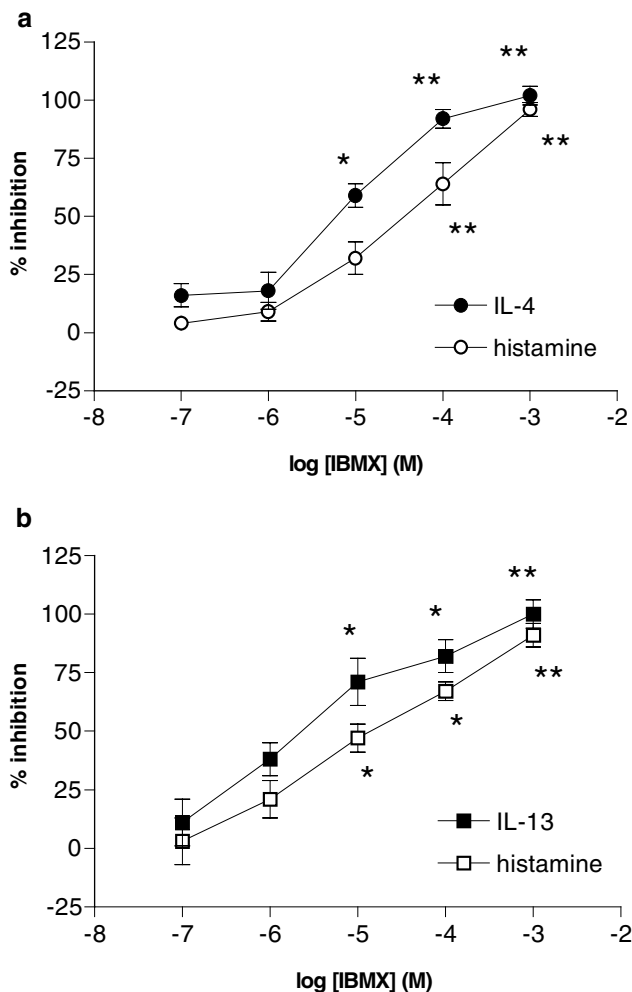 a
125
100
75
50
25
0
-25
% inhibition
** **
*
**
**
IL-4
histamine
-8 -7 -6 -5 -4 -3 -2
log [IBMX] (M)
b
125
100
75
50
25
0
-25
% inhibition
**
* *
**
*
*
IL-13
histamine
-8 -7 -6 -5 -4 -3 -2
log [IBMX] (M)